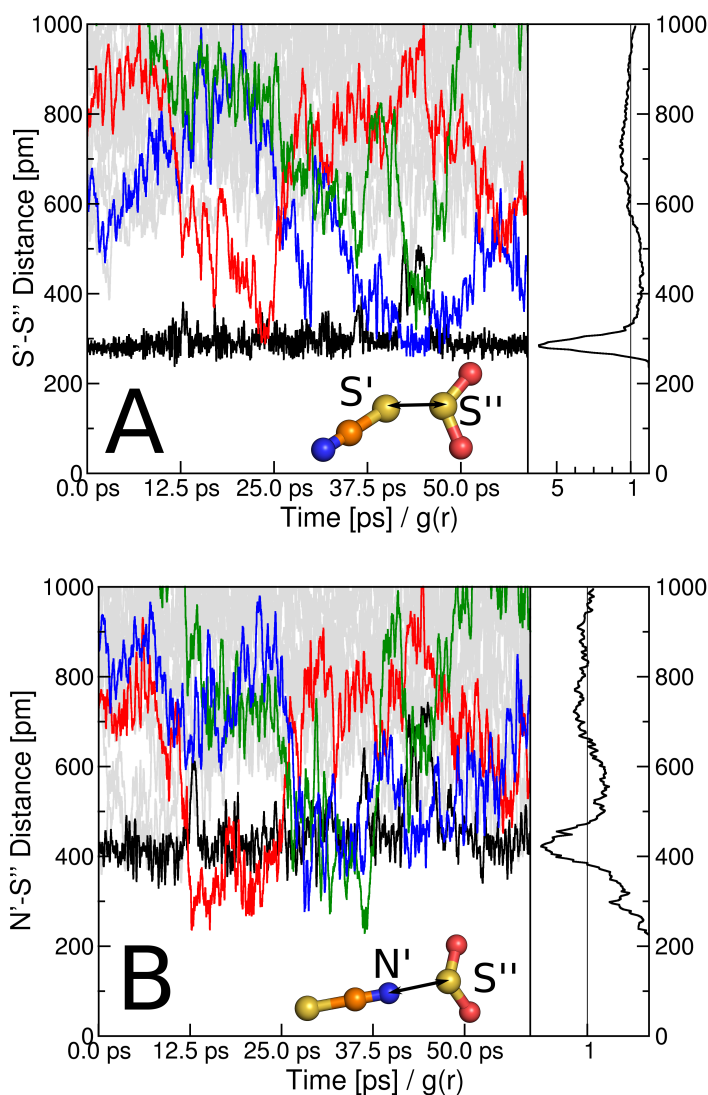 1000 1000
800 800
600 600
400 400
200 200
0 0
S'-S'' Distance [pm]
A
S' S''
0.0 ps 12.5 ps 25.0 ps 37.5 ps 50.0 ps 5 1
Time [ps] / g(r)
1000 1000
800 800
600 600
400 400
200 200
0 0
N'-S'' Distance [pm]
B
N' S''
0.0 ps 12.5 ps 25.0 ps 37.5 ps 50.0 ps 1
Time [ps] / g(r)